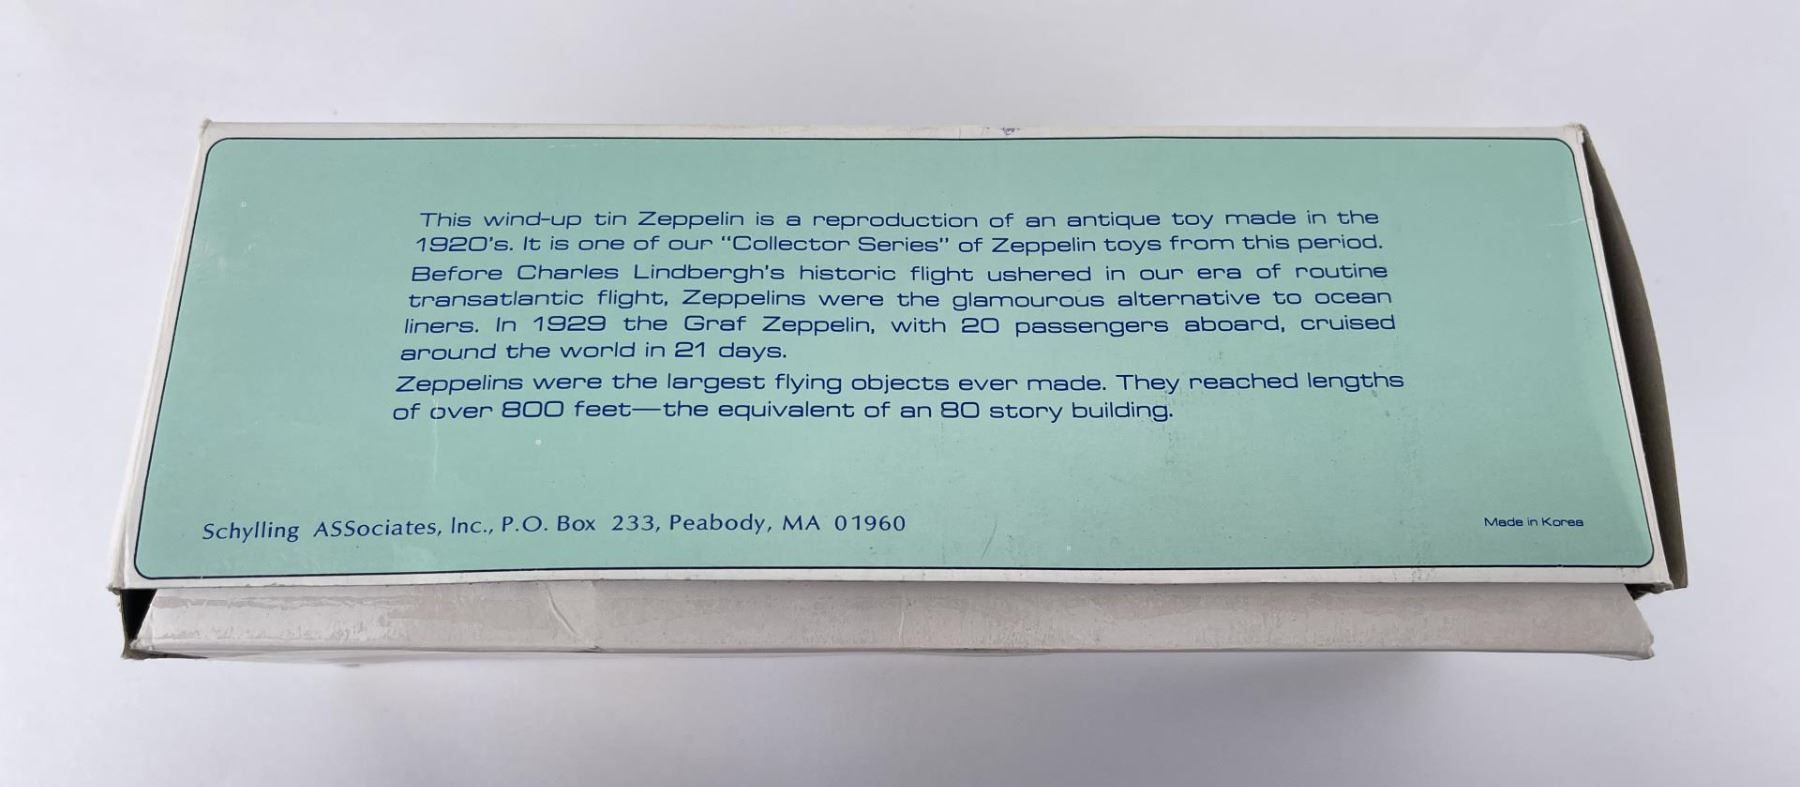 This wind-up tin Zeppelin is a reproduction of an antique toy made in the
1920's. It is one of our "Collector Series" of Zeppelin toys from this period.
Before Charles Lindbergh's historic flight ushered in our era of routine
transatlantic flight, Zeppelins were the glamourous alternative to ocean
liners. In 1929 the Graf Zeppelin, with 20 passengers aboard, cruised
around the world in 21 days.
Zeppelins were the largest flying objects ever made. They reached lengths
of over 800 feet—the equivalent of an 80 story building.
Schylling ASSociates, Inc., P.O. Box 233, Peabody, MA 01960
Made in Korea